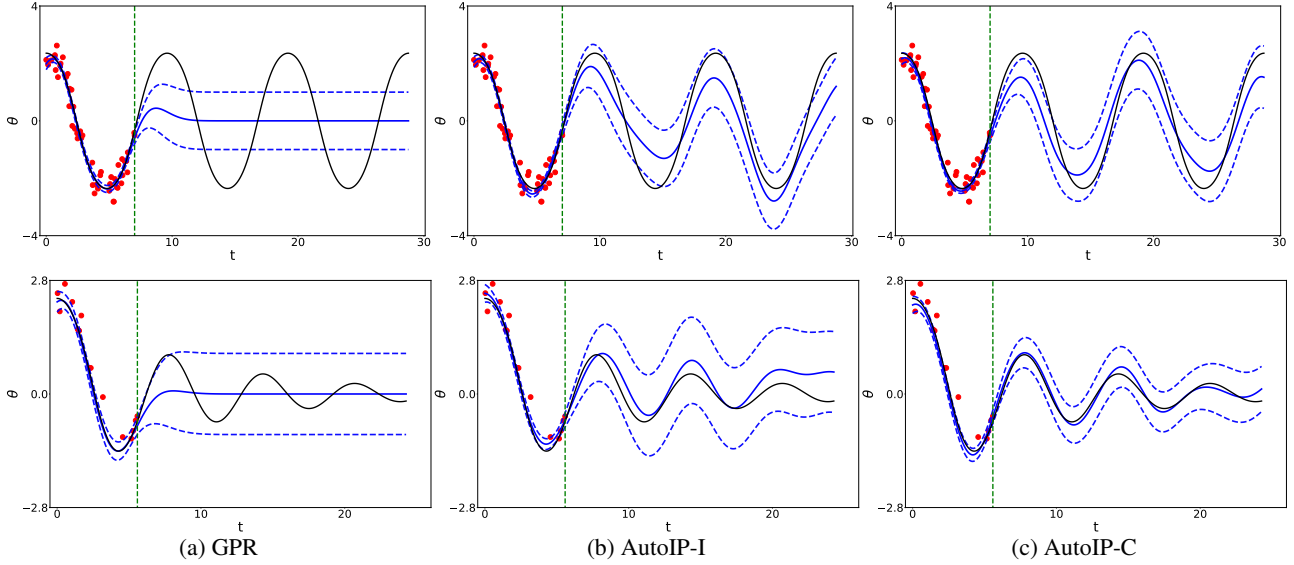 4 4 4
θ 0 θ 0 θ 0
−4 −4 −4
0 10 20 30 0 10 20 30 0 10 20 30
t t t
2.8 2.8 2.8
θ 0.0 θ 0.0 θ 0.0
−2.8 −2.8 −2.8
0 10 20 0 10 20 0 10 20
t t t
(a) GPR (b) AutoIP-I (c) AutoIP-C